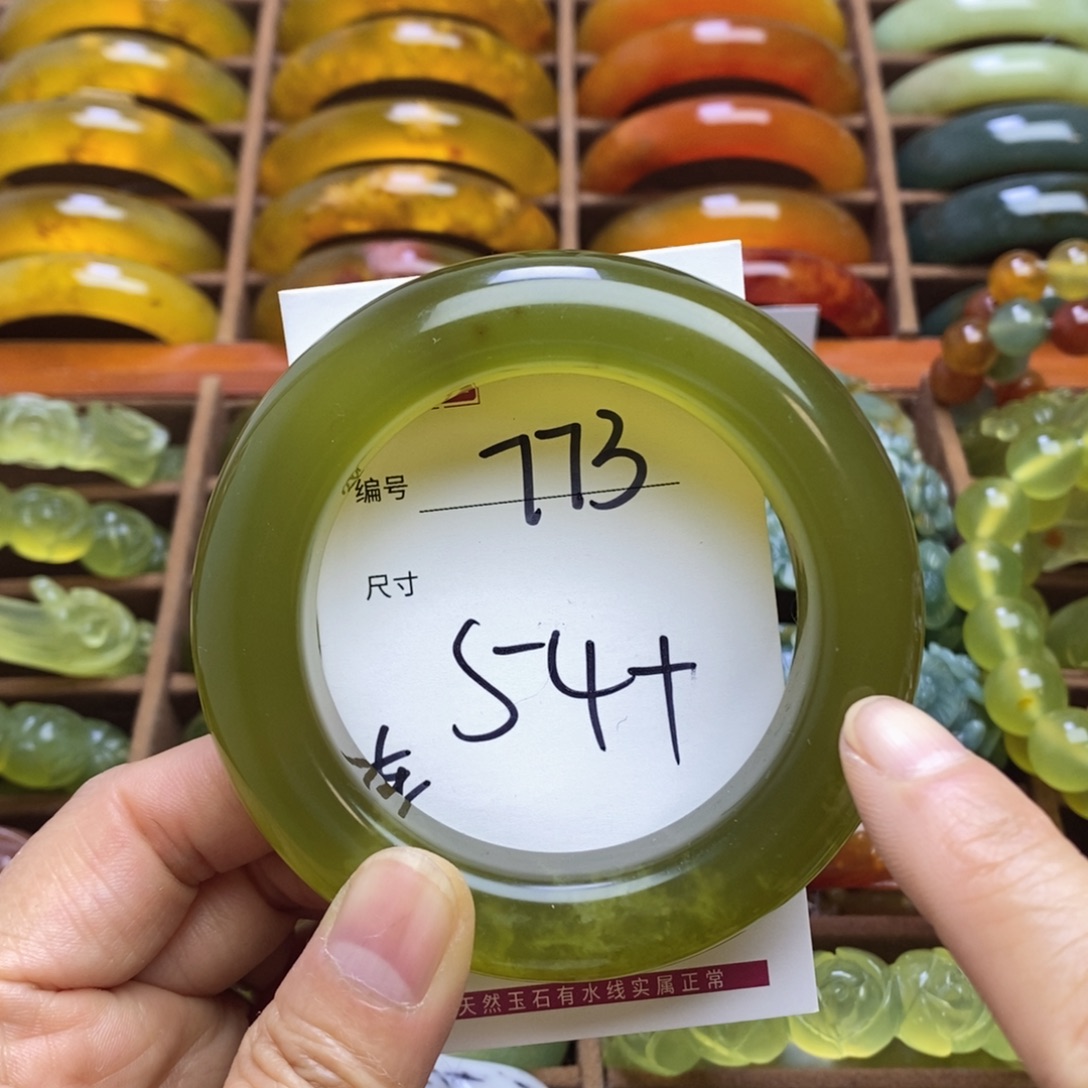 编号 773
尺寸
54+
天然玉石有水线实属正常